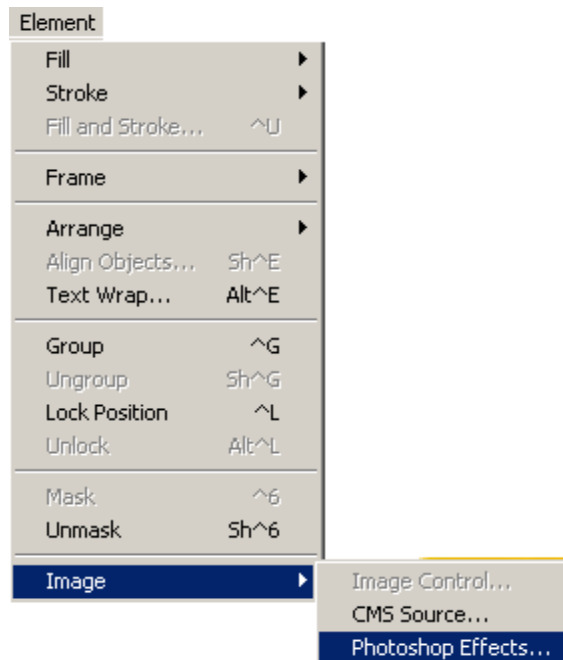 Element
Fill
Stroke
Fill and Stroke... ^U
Frame
Arrange
Align Objects... Sh^E
Text Wrap... Alt^E
Group ^G
Ungroup Sh^G
Lock Position ^L
Unlock Alt^L
Mask ^6
Unmask Sh^6
Image
Image Control...
CMS Source...
Photoshop Effects...